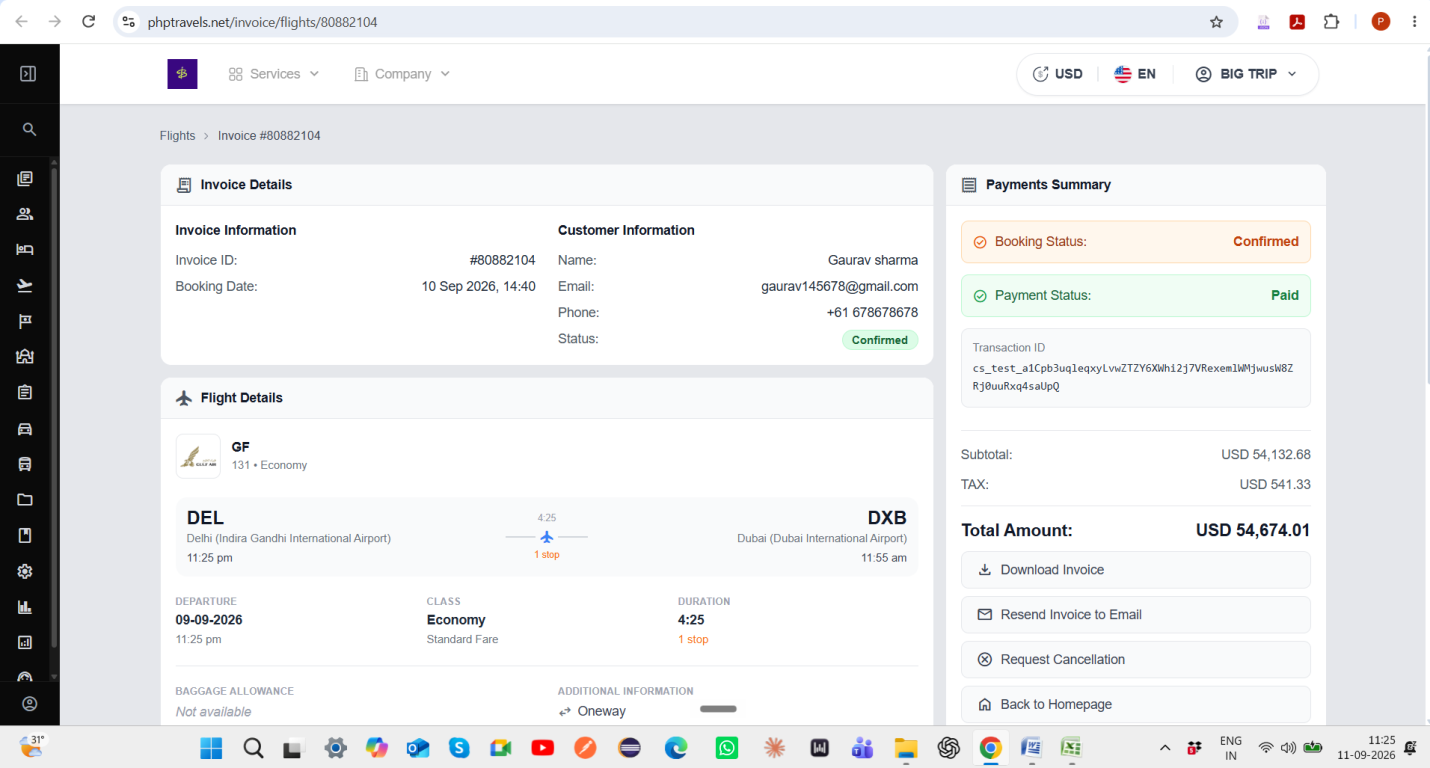 phptravels.net/invoice/flights/80882104
P
Services
Company
USD
EN
BIG TRIP
Flights > Invoice #80882104
Invoice Details
Invoice Information
Invoice ID: #80882104
Booking Date: 10 Sep 2026, 14:40
Customer Information
Name: Gaurav sharma
Email: gaurav145678@gmail.com
Phone: +61 678678678
Status: Confirmed
Flight Details
GF
131 • Economy
DEL
Delhi (Indira Gandhi International Airport)
11:25 pm
4:25
1 stop
DXB
Dubai (Dubai International Airport)
11:55 am
DEPARTURE
09-09-2026
11:25 pm
CLASS
Economy
Standard Fare
DURATION
4:25
1 stop
BAGGAGE ALLOWANCE
Not available
ADDITIONAL INFORMATION
Oneway
Payments Summary
Booking Status: Confirmed
Payment Status: Paid
Transaction ID
cs_test_a1Cpb3uqleqxyLvwZTZY6XWhi2j7VRexemlWMjwusW8Z
Rj0uuRxq4saUpQ
Subtotal: USD 54,132.68
TAX: USD 541.33
Total Amount: USD 54,674.01
Download Invoice
Resend Invoice to Email
Request Cancellation
Back to Homepage
31°
ENG
IN
11:25
11-09-2026